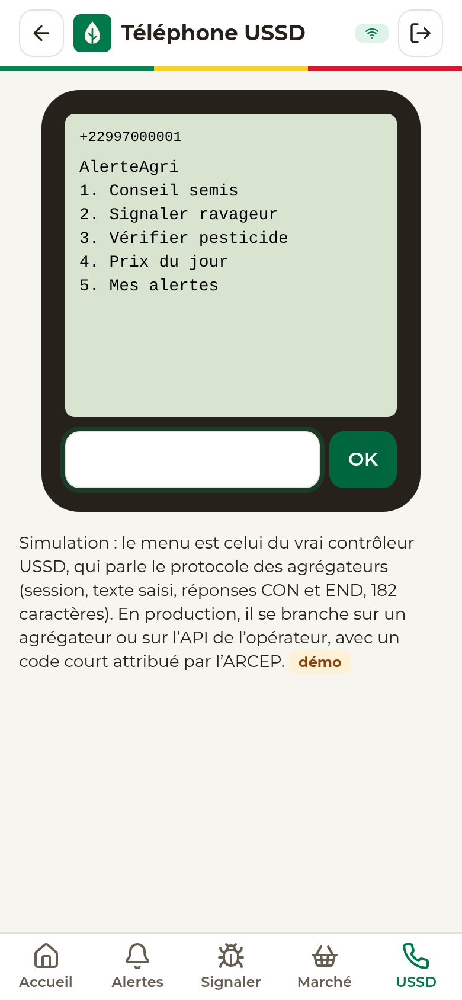 Téléphone USSD
+22997000001
AlerteAgri
1. Conseil semis
2. Signaler ravageur
3. Vérifier pesticide
4. Prix du jour
5. Mes alertes
OK
Simulation : le menu est celui du vrai contrôleur
USSD, qui parle le protocole des agrégateurs
(session, texte saisi, réponses CON et END, 182
caractères). En production, il se branche sur un
agrégateur ou sur l’API de l’opérateur, avec un
code court attribué par l’ARCEP. démo
Accueil Alertes Signaler Marché USSD